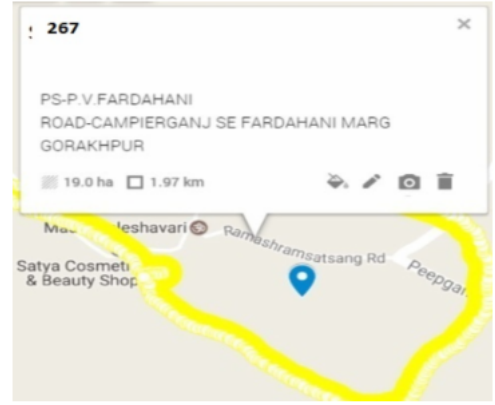 267
PS-P.V.FARDAHANI
ROAD-CAMPIERGANJ SE FARDAHANI MARG
GORAKHPUR
19.0 ha 1.97 km
Ramashramsatsang Rd
Satya
& Beauty Shop